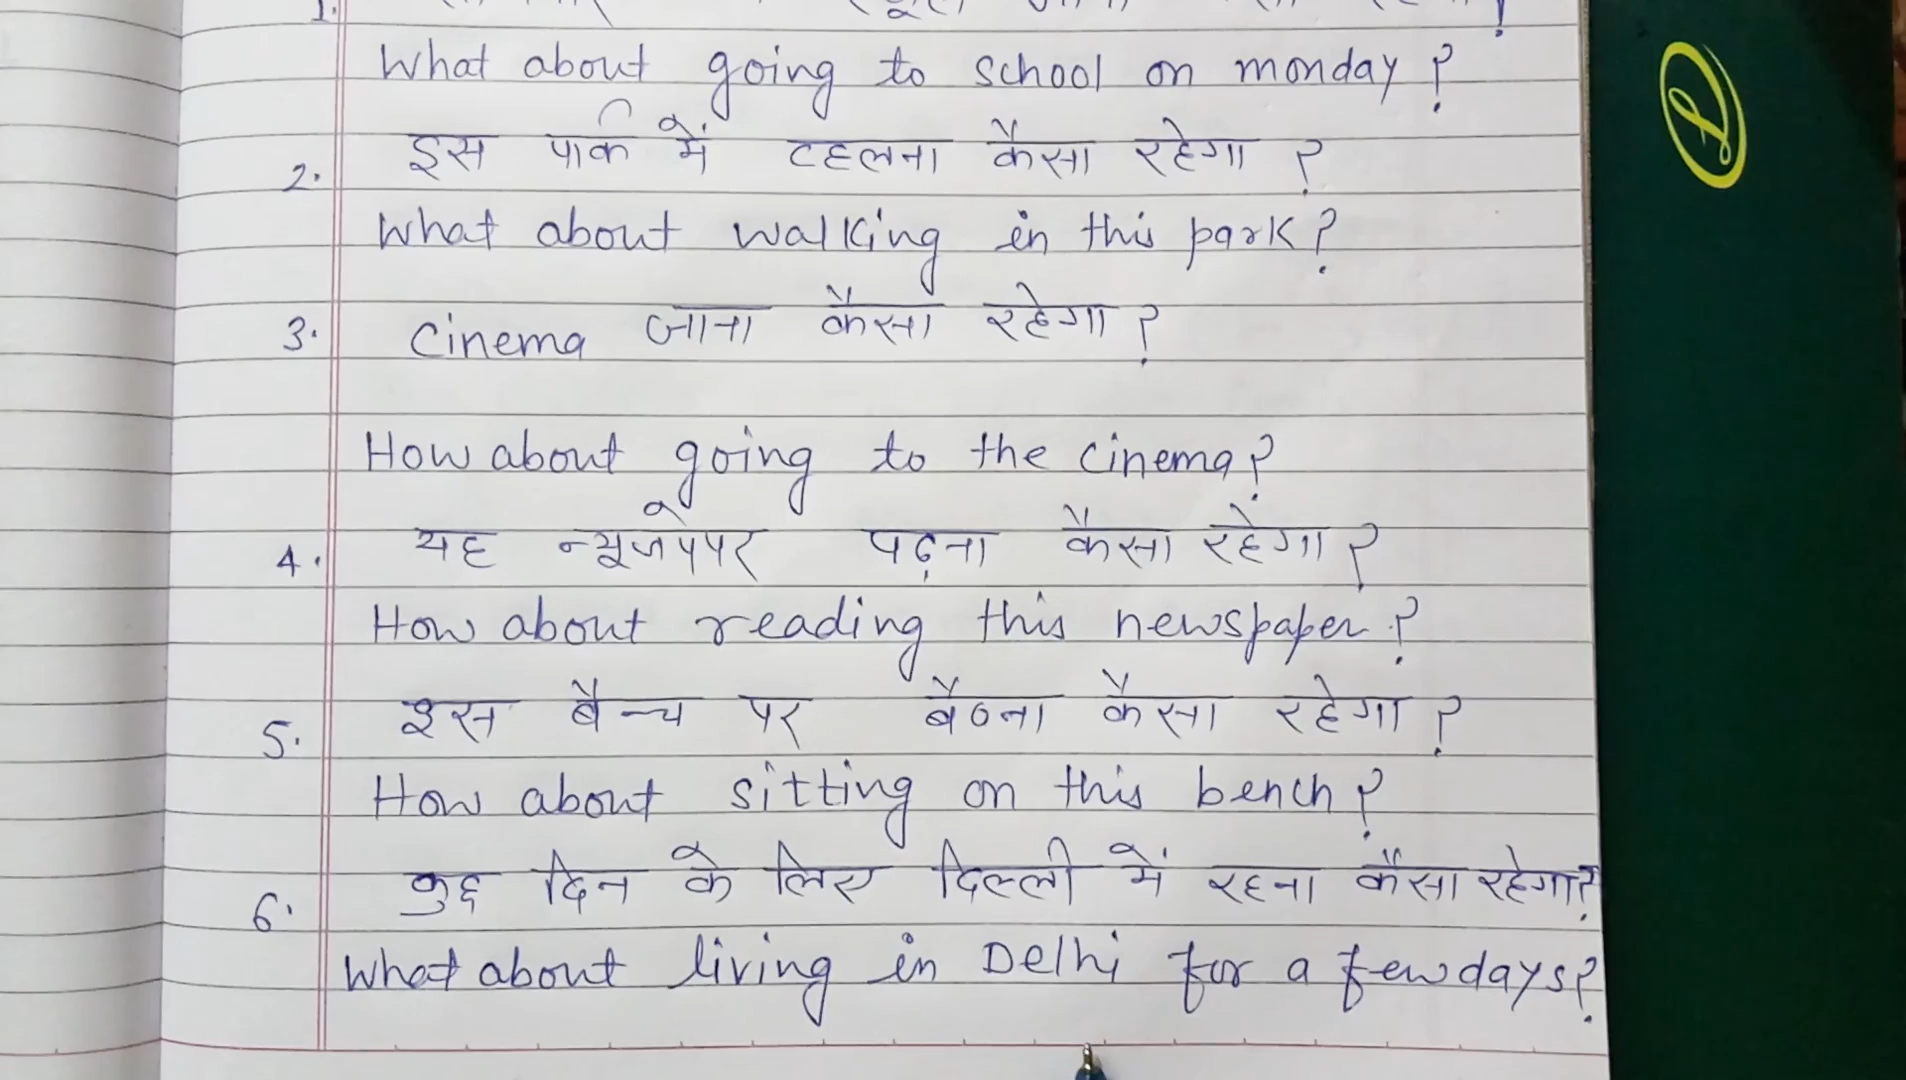 1.
What about going to school on monday?
2. इस पार्क में टहलना कैसा रहेगा?
What about walking in this park?
3. Cinema जाना कैसा रहेगा?
How about going to the cinema?
4. यह न्यूजपेपर पढ़ना कैसा रहेगा?
How about reading this newspaper?
5. इस बैन्च पर बैठना कैसा रहेगा?
How about sitting on this bench?
6. कुछ दिन के लिए दिल्ली में रहना कैसा रहेगा?
What about living in Delhi for a few days?